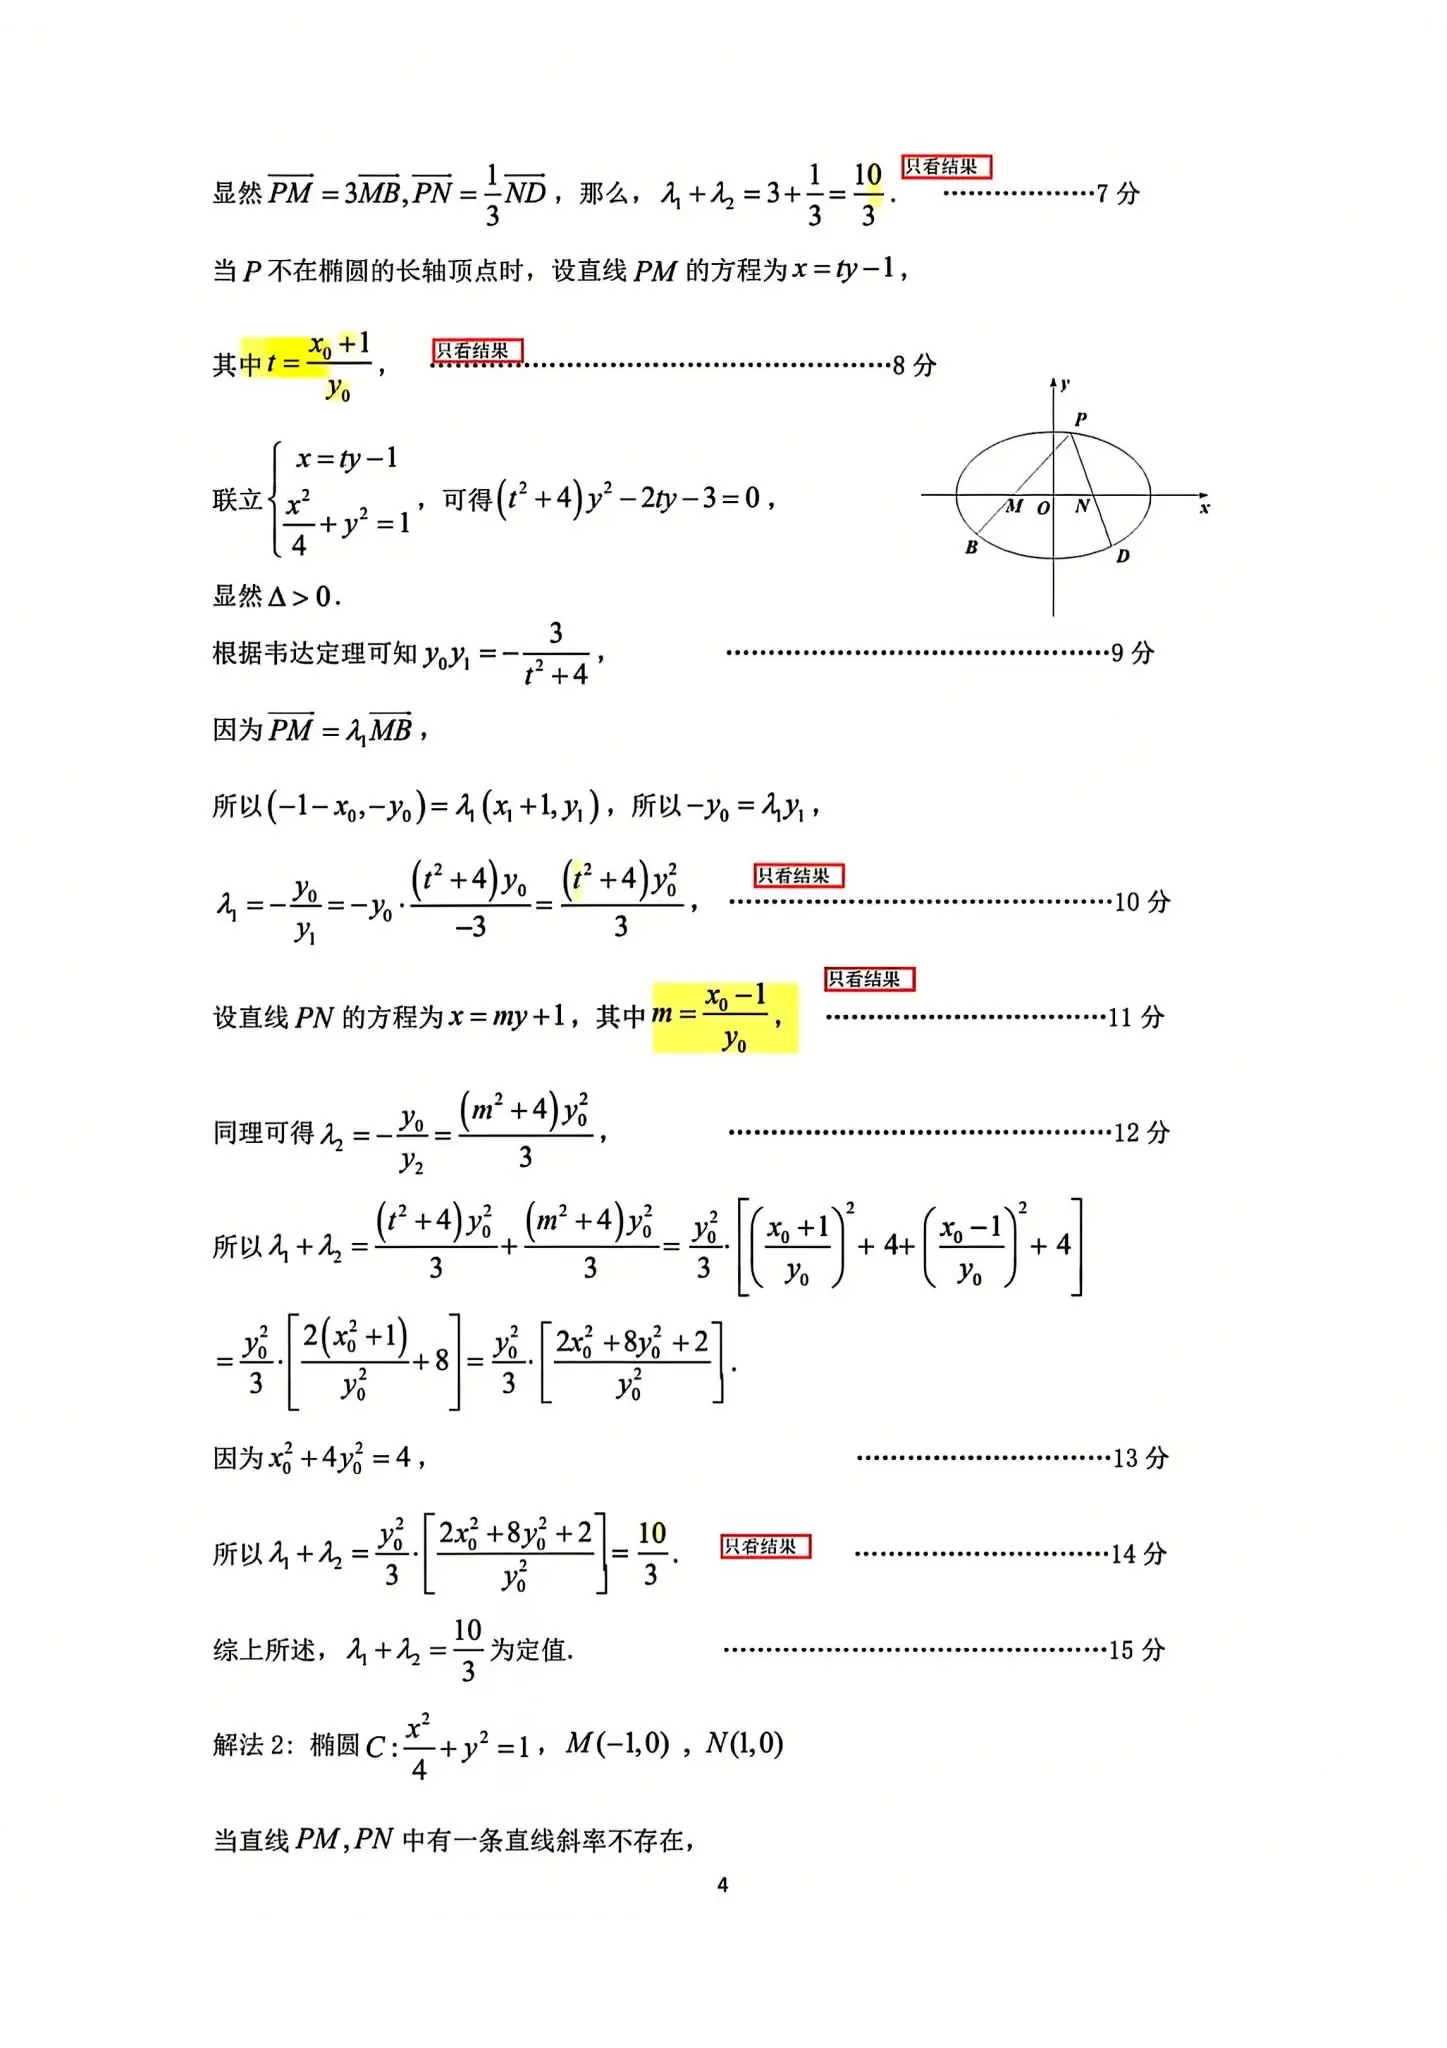 显然 $\overrightarrow{PM}=3\overrightarrow{MB},\overrightarrow{PN}=\frac{1}{3}\overrightarrow{ND}$，那么，$\lambda_1+\lambda_2=3+\frac{1}{3}=\frac{10}{3}$. 只看结果 ………………7 分
当 P 不在椭圆的长轴顶点时，设直线 PM 的方程为 $x=ty-1$，
其中 $t=\frac{x_0+1}{y_0}$， 只看结果 ………………8 分
y
P
M O N x
B D
联立 $\begin{cases}x=ty-1\\\frac{x^2}{4}+y^2=1\end{cases}$，可得 $(t^2+4)y^2-2ty-3=0$，
显然 $\Delta>0$.
根据韦达定理可知 $y_0y_1=-\frac{3}{t^2+4}$， ………………9 分
因为 $\overrightarrow{PM}=\lambda_1\overrightarrow{MB}$，
所以 $(-1-x_0,-y_0)=\lambda_1(x_1+1,y_1)$，所以 $-y_0=\lambda_1y_1$，
$\lambda_1=-\frac{y_0}{y_1}=-y_0\cdot\frac{(t^2+4)y_0}{-3}=\frac{(t^2+4)y_0^2}{3}$， 只看结果 ………………10 分
设直线 PN 的方程为 $x=my+1$，其中 $m=\frac{x_0-1}{y_0}$， 只看结果 ………………11 分
同理可得 $\lambda_2=-\frac{y_0}{y_2}=\frac{(m^2+4)y_0^2}{3}$， ………………12 分
所以 $\lambda_1+\lambda_2=\frac{(t^2+4)y_0^2}{3}+\frac{(m^2+4)y_0^2}{3}=\frac{y_0^2}{3}\cdot\left[\left(\frac{x_0+1}{y_0}\right)^2+4+\left(\frac{x_0-1}{y_0}\right)^2+4\right]$
$=\frac{y_0^2}{3}\cdot\left[\frac{2(x_0^2+1)}{y_0^2}+8\right]=\frac{y_0^2}{3}\cdot\left[\frac{2x_0^2+8y_0^2+2}{y_0^2}\right]$.
因为 $x_0^2+4y_0^2=4$， ………………13 分
所以 $\lambda_1+\lambda_2=\frac{y_0^2}{3}\cdot\left[\frac{2x_0^2+8y_0^2+2}{y_0^2}\right]=\frac{10}{3}$. 只看结果 ………………14 分
综上所述，$\lambda_1+\lambda_2=\frac{10}{3}$ 为定值. ………………15 分
解法 2：椭圆 $C:\frac{x^2}{4}+y^2=1$，$M(-1,0)$，$N(1,0)$
当直线 PM,PN 中有一条直线斜率不存在，
4